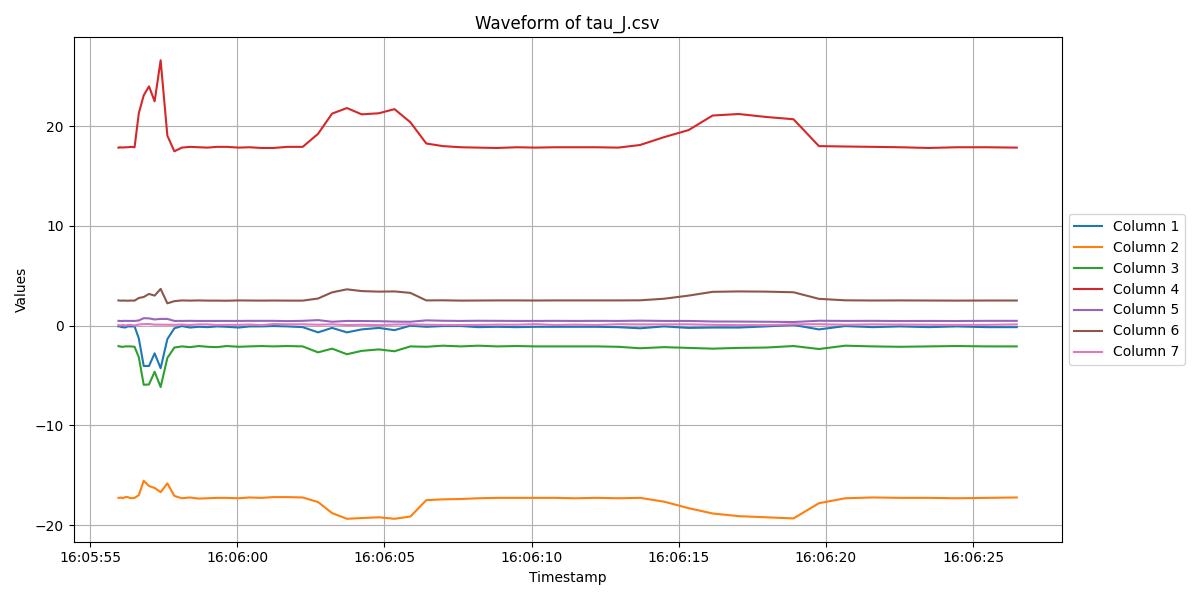 Waveform of tau_J.csv
Values
20
10
0
−10
−20
16:05:55
16:06:00
16:06:05
16:06:10
16:06:15
16:06:20
16:06:25
Timestamp
Column 1
Column 2
Column 3
Column 4
Column 5
Column 6
Column 7